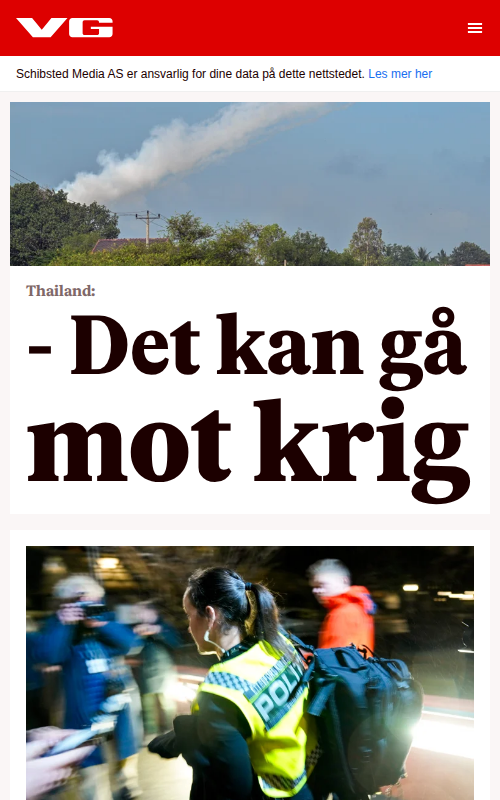 VG
Schibsted Media AS er ansvarlig for dine data på dette nettstedet. Les mer her
Thailand:
- Det kan gå
mot krig
POLITI